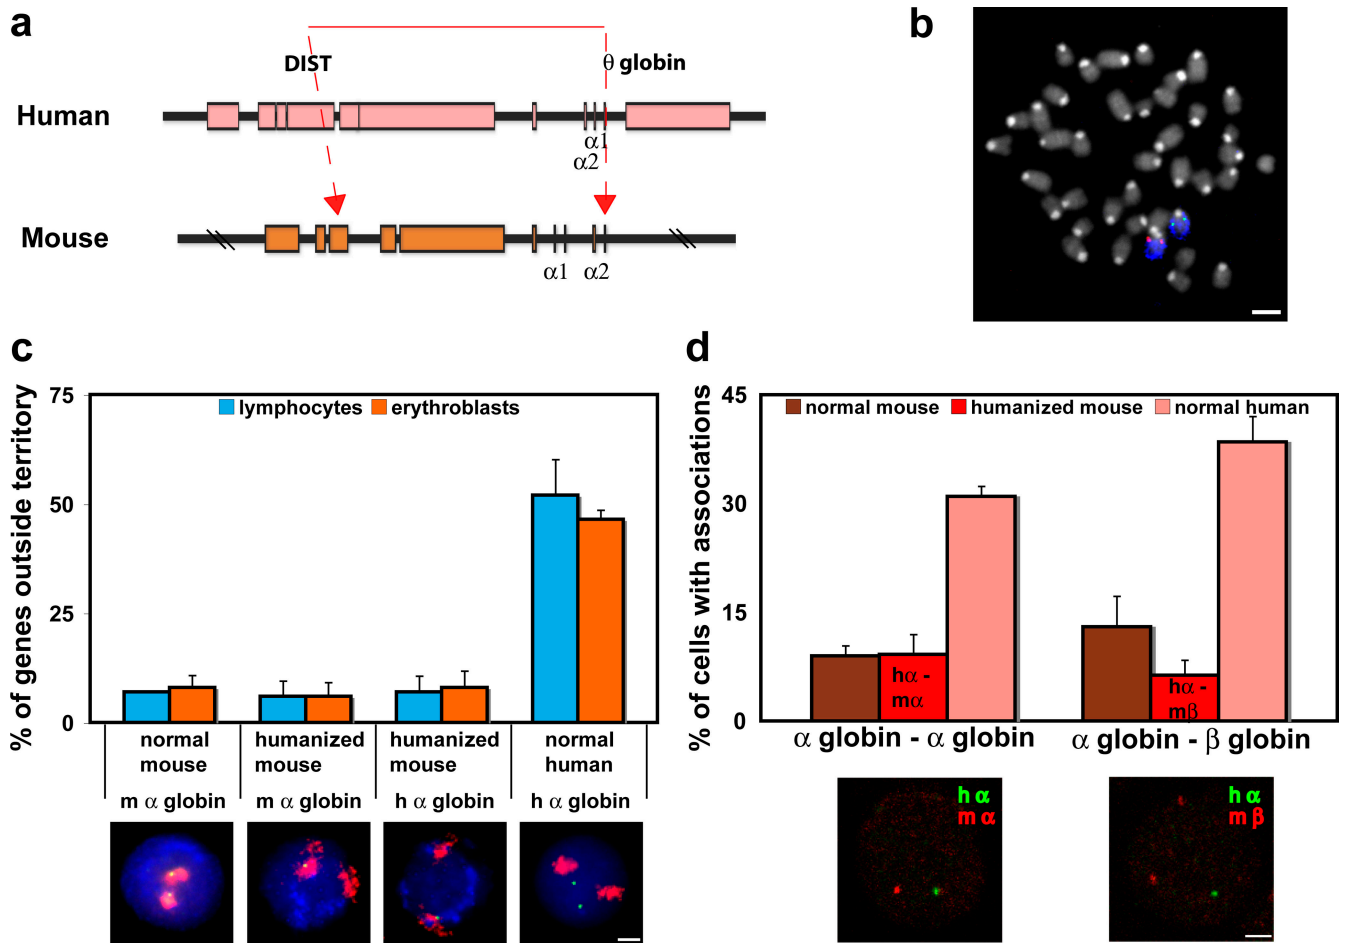 a
DIST
θ globin
Human
α1
α2
Mouse
α1
α2
b
c
% of genes outside territory
75
50
25
0
lymphocytes
erythroblasts
normal mouse
humanized mouse
humanized mouse
normal human
m α globin
m α globin
h α globin
h α globin
d
% of cells with associations
45
30
15
0
normal mouse
humanized mouse
normal human
hα -
mα
hα -
mβ
α globin - α globin
α globin - β globin
h α
m α
h α
m β